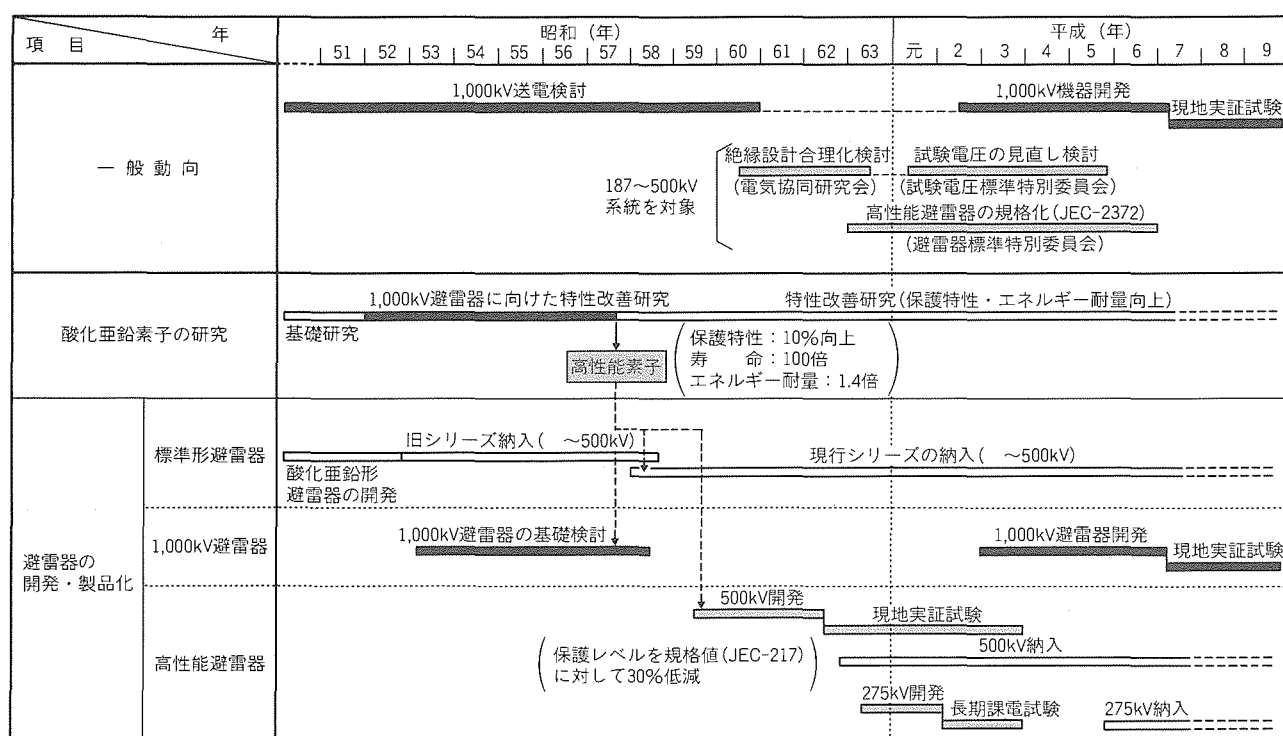 項 目
年
昭和 (年)
平成 (年)
51 52 53 54 55 56 57 58 59 60 61 62 63 元 2 3 4 5 6 7 8 9
一 般 動 向
1,000kV送電検討
1,000kV機器開発
現地実証試験
187～500kV
系統を対象
絶縁設計合理化検討
(電気協同研究会)
試験電圧の見直し検討
(試験電圧標準特別委員会)
高性能避雷器の規格化(JEC-2372)
(避雷器標準特別委員会)
酸化亜鉛素子の研究
1,000kV避雷器に向けた特性改善研究
特性改善研究(保護特性・エネルギー耐量向上)
基礎研究
高性能素子
保護特性：10%向上
寿 命：100倍
エネルギー耐量：1.4倍
避雷器の
開発・製品化
標準形避雷器
旧シリーズ納入( ～500kV)
酸化亜鉛形
避雷器の開発
現行シリーズの納入( ～500kV)
1,000kV避雷器
1,000kV避雷器の基礎検討
1,000kV避雷器開発
現地実証試験
高性能避雷器
500kV開発
現地実証試験
保護レベルを規格値(JEC-217)
に対して30%低減
500kV納入
275kV開発
長期課電試験
275kV納入